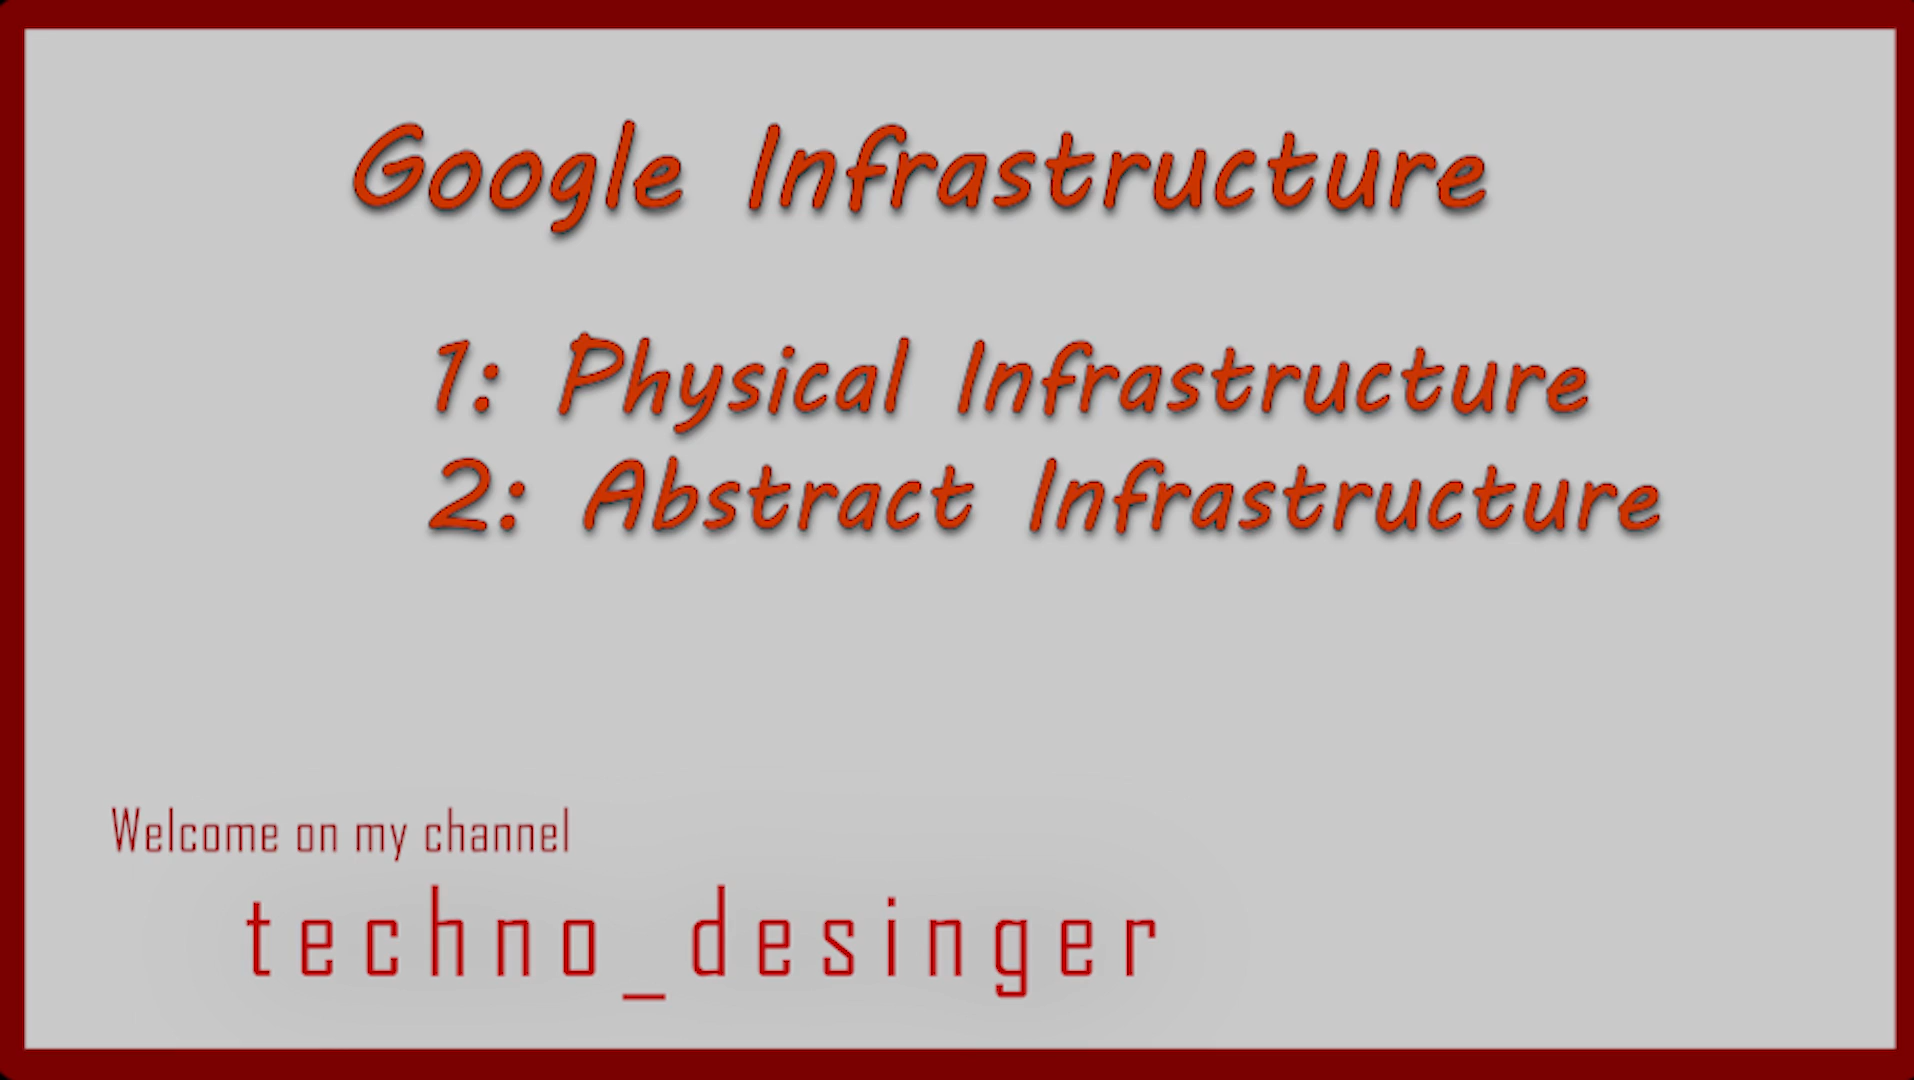 Google Infrastructure
1: Physical Infrastructure
2: Abstract Infrastructure
Welcome on my channel
techno_desinger